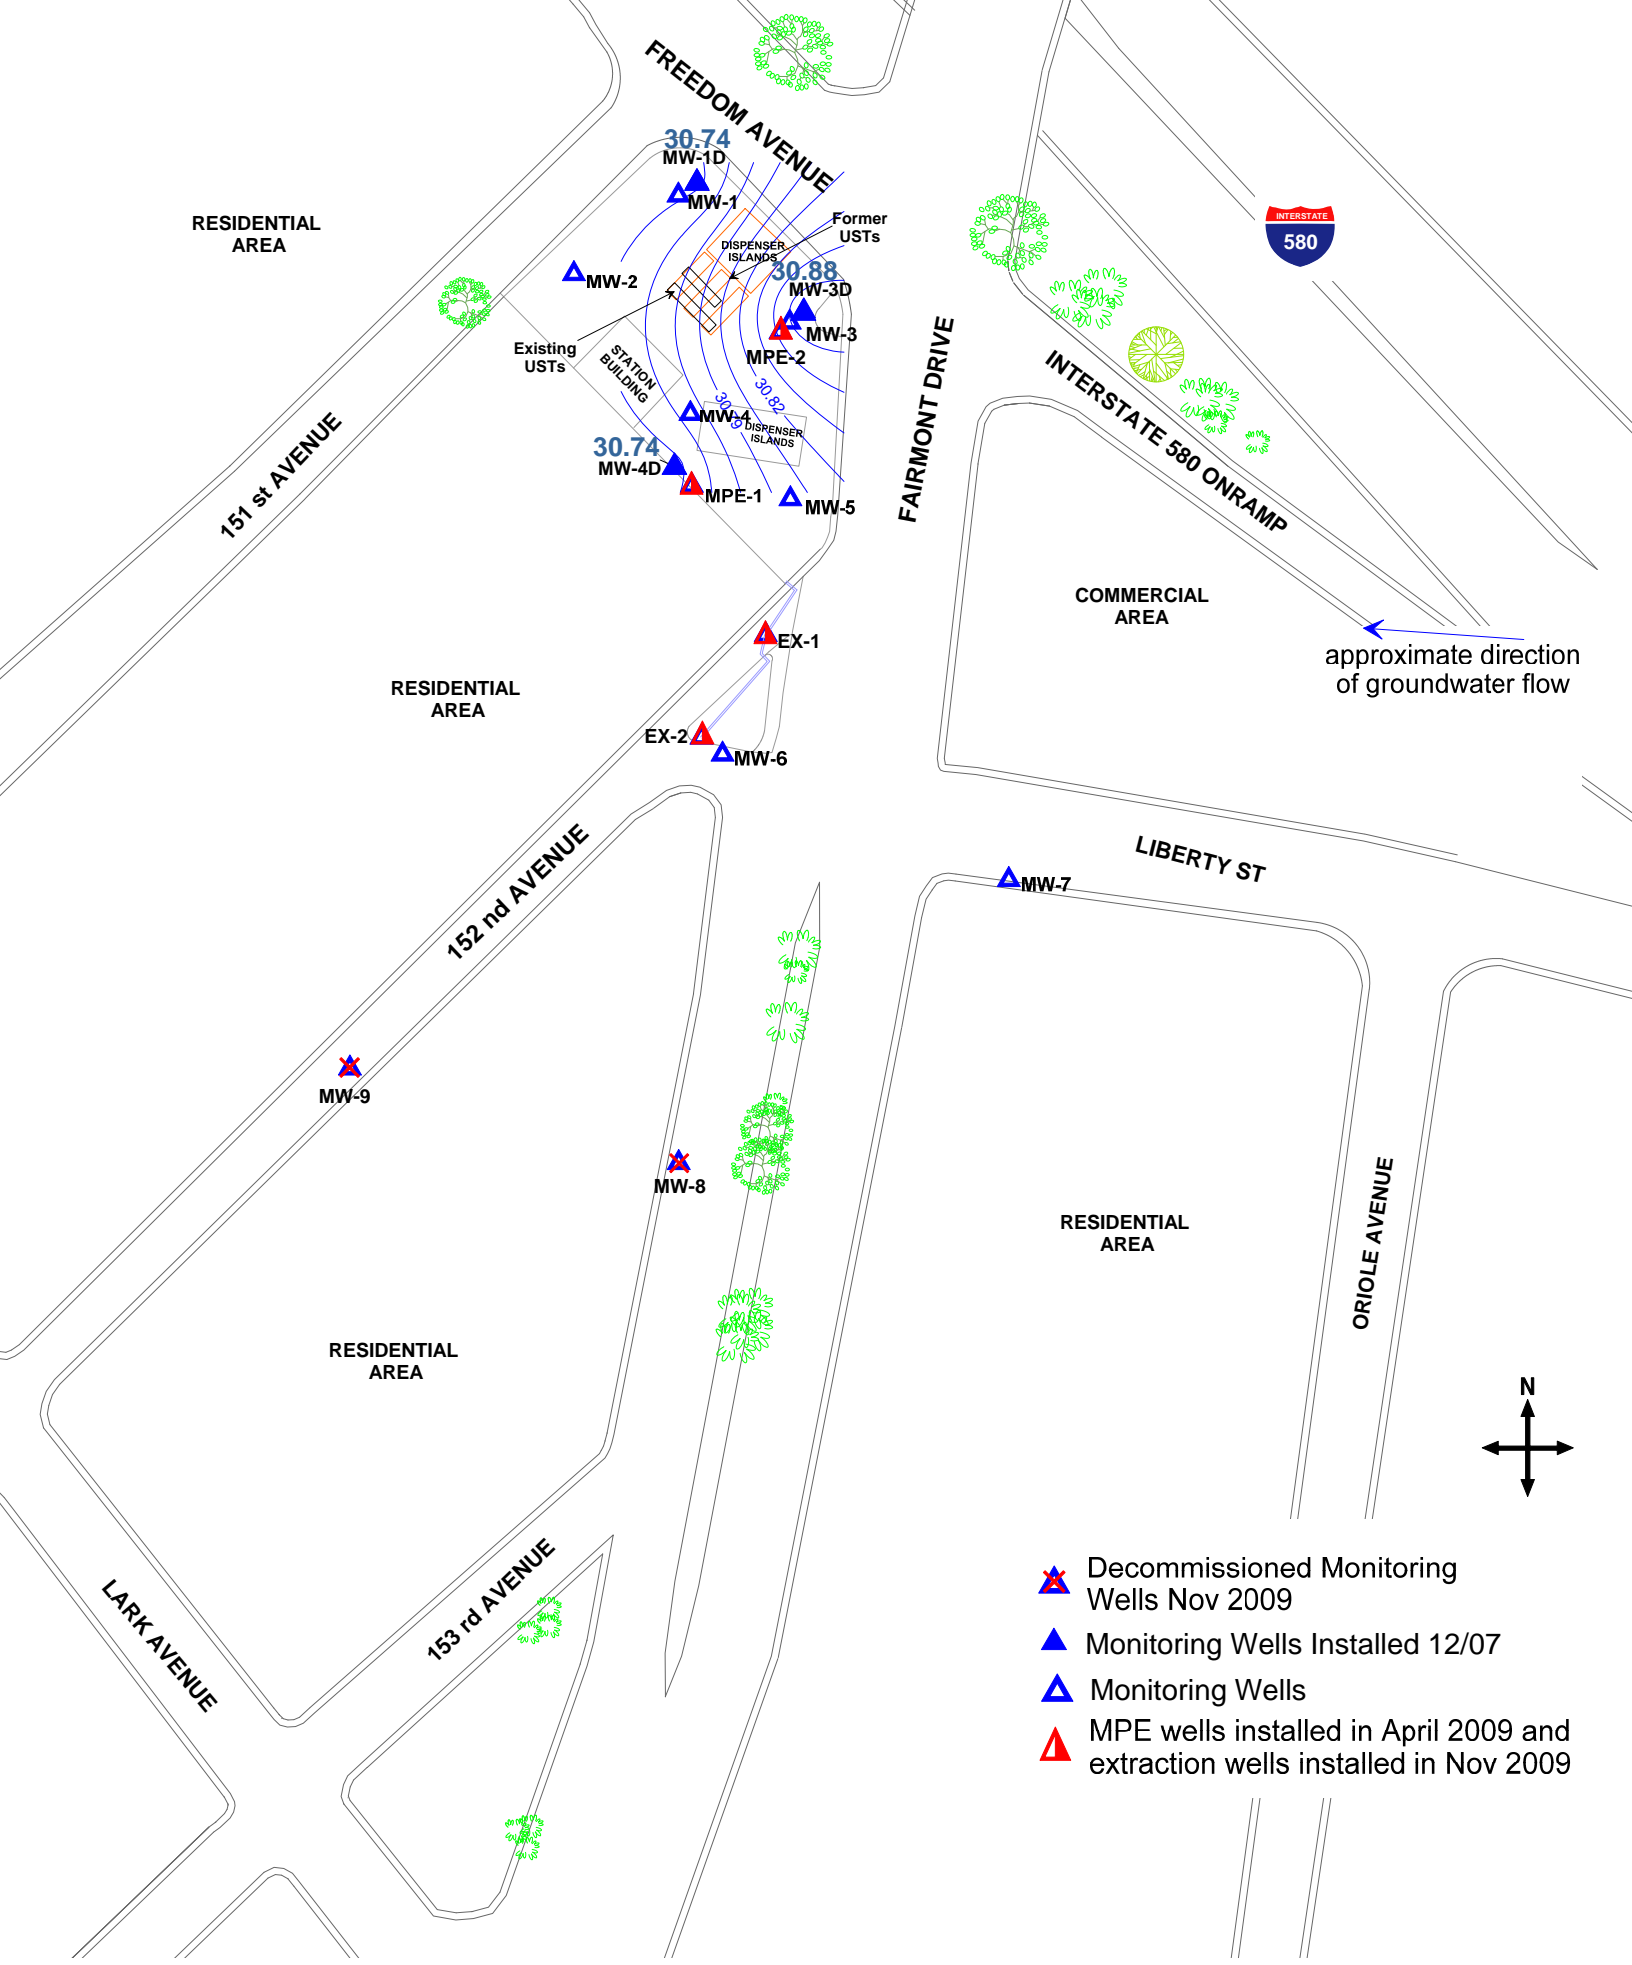 FREEDOM AVENUE
30.74
MW-1D
MW-1
RESIDENTIAL
AREA
Former
USTs
DISPENSER
ISLANDS
INTERSTATE
580
30.88
MW-3D
MW-2
MW-3
Existing
USTs
MPE-2
STATION
BUILDING
30.82
30.79
MW-4
DISPENSER
ISLANDS
30.74
MW-4D
MPE-1
MW-5
151 st AVENUE
FAIRMONT DRIVE
INTERSTATE 580 ONRAMP
COMMERCIAL
AREA
EX-1
approximate direction
of groundwater flow
RESIDENTIAL
AREA
EX-2
MW-6
152 nd AVENUE
LIBERTY ST
MW-7
MW-9
MW-8
RESIDENTIAL
AREA
ORIOLE AVENUE
RESIDENTIAL
AREA
N
LARK AVENUE
153 rd AVENUE
Decommissioned Monitoring
Wells Nov 2009
Monitoring Wells Installed 12/07
Monitoring Wells
MPE wells installed in April 2009 and
extraction wells installed in Nov 2009